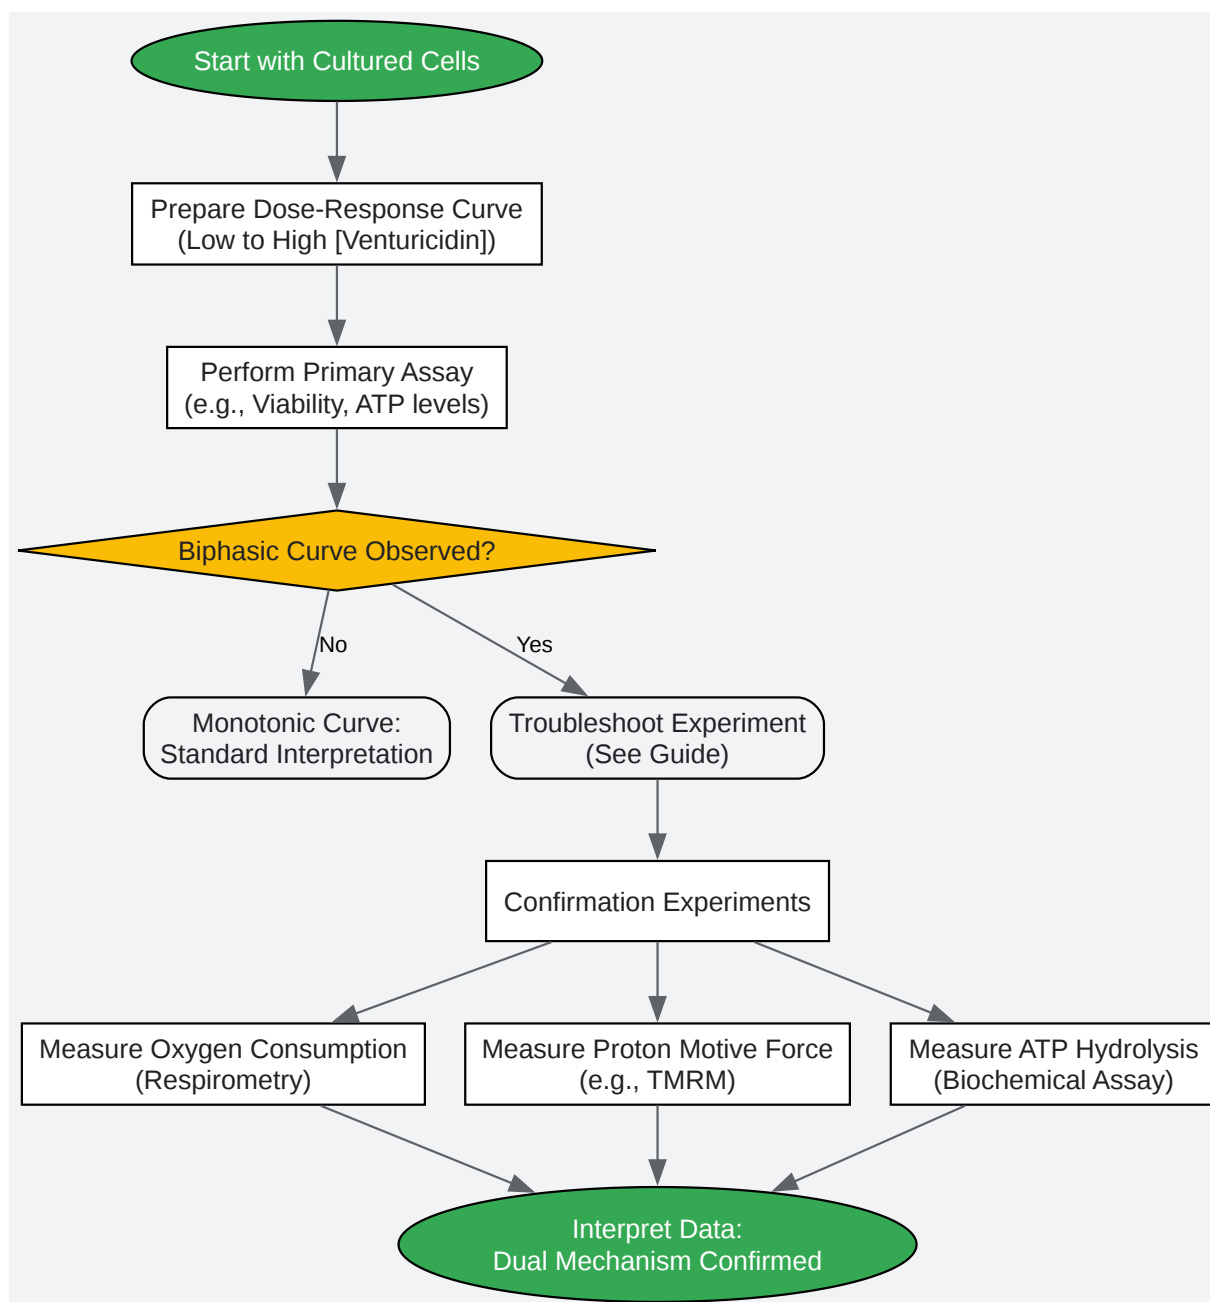 Start with Cultured Cells
Prepare Dose-Response Curve
(Low to High [Venturicidin])
Perform Primary Assay
(e.g., Viability, ATP levels)
Biphasic Curve Observed?
No
Yes
Monotonic Curve:
Standard Interpretation
Troubleshoot Experiment
(See Guide)
Confirmation Experiments
Measure Oxygen Consumption
(Respirometry)
Measure Proton Motive Force
(e.g., TMRM)
Measure ATP Hydrolysis
(Biochemical Assay)
Interpret Data:
Dual Mechanism Confirmed